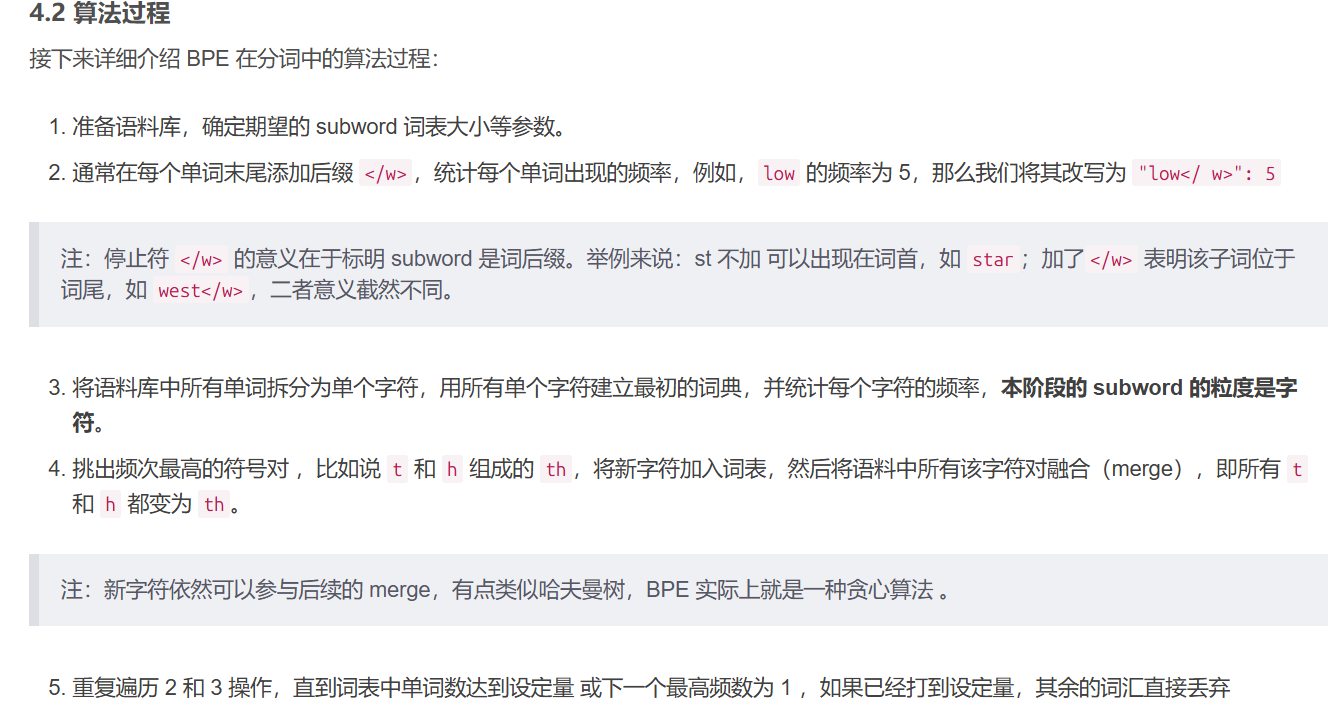 4.2 算法过程
接下来详细介绍 BPE 在分词中的算法过程：
1. 准备语料库，确定期望的 subword 词表大小等参数。
2. 通常在每个单词末尾添加后缀 </w>，统计每个单词出现的频率，例如，low 的频率为 5，那么我们将其改写为 "low</ w>": 5
注：停止符 </w> 的意义在于标明 subword 是词后缀。举例来说：st 不加 可以出现在词首，如 star；加了 </w> 表明该子词位于
词尾，如 west</w>，二者意义截然不同。
3. 将语料库中所有单词拆分为单个字符，用所有单个字符建立最初的词典，并统计每个字符的频率，本阶段的 subword 的粒度是字
符。
4. 挑出频次最高的符号对 ，比如说 t 和 h 组成的 th，将新字符加入词表，然后将语料中所有该字符对融合（merge），即所有 t
和 h 都变为 th。
注：新字符依然可以参与后续的 merge，有点类似哈夫曼树，BPE 实际上就是一种贪心算法 。
5. 重复遍历 2 和 3 操作，直到词表中单词数达到设定量 或下一个最高频数为 1 ，如果已经打到设定量，其余的词汇直接丢弃